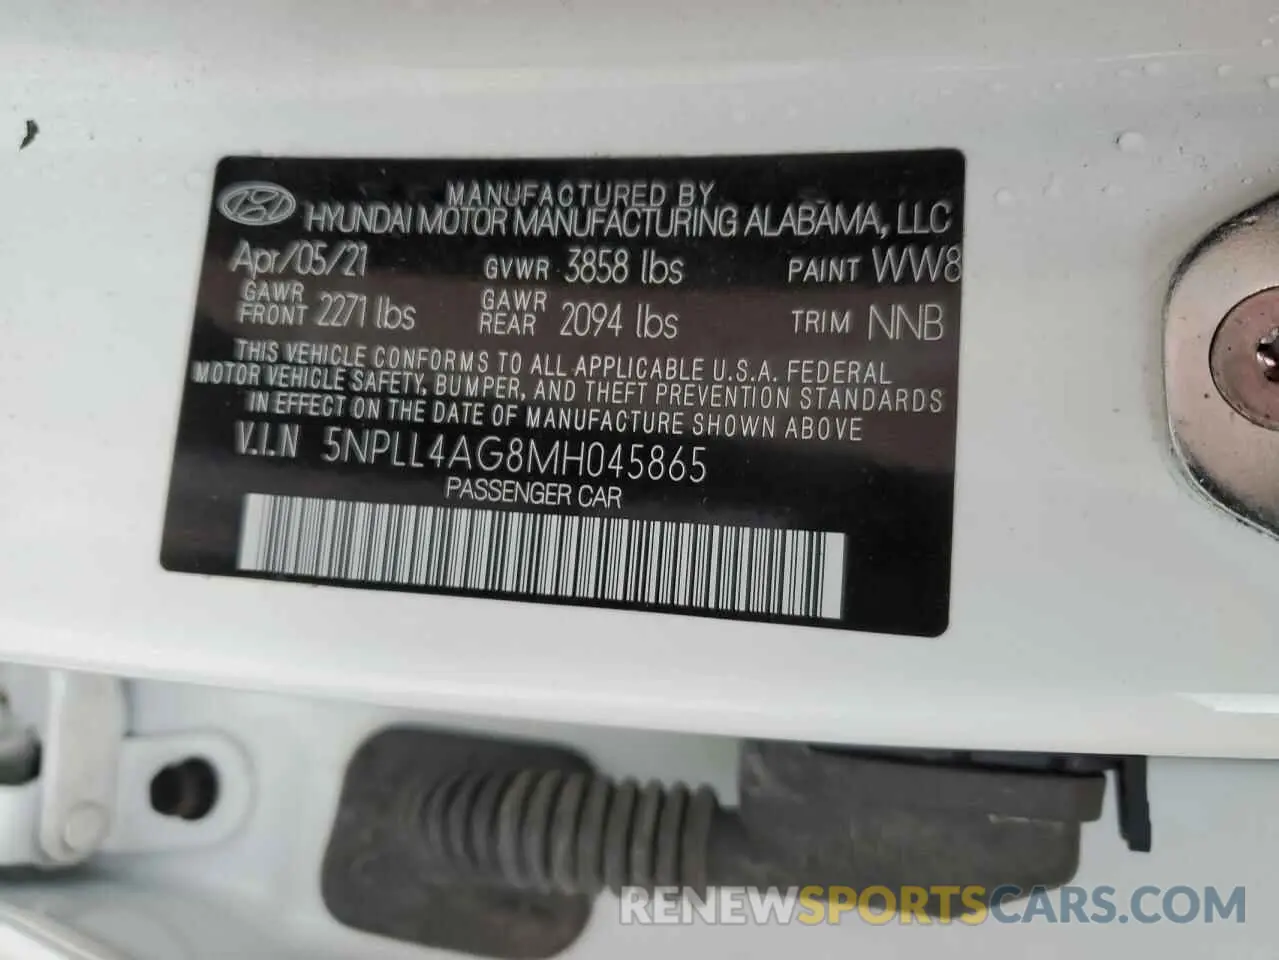 MANUFACTURED BY
HYUNDAI MOTOR MANUFACTURING ALABAMA, LLC
Apr/05/21 GVWR 3858 lbs PAINT WW8
GAWR FRONT 2271 lbs GAWR REAR 2094 lbs TRIM NNB
THIS VEHICLE CONFORMS TO ALL APPLICABLE U.S.A. FEDERAL
MOTOR VEHICLE SAFETY, BUMPER, AND THEFT PREVENTION STANDARDS
IN EFFECT ON THE DATE OF MANUFACTURE SHOWN ABOVE
V.I.N 5NPLL4AG8MH045865
PASSENGER CAR
RENEWSPORTSCARS.COM